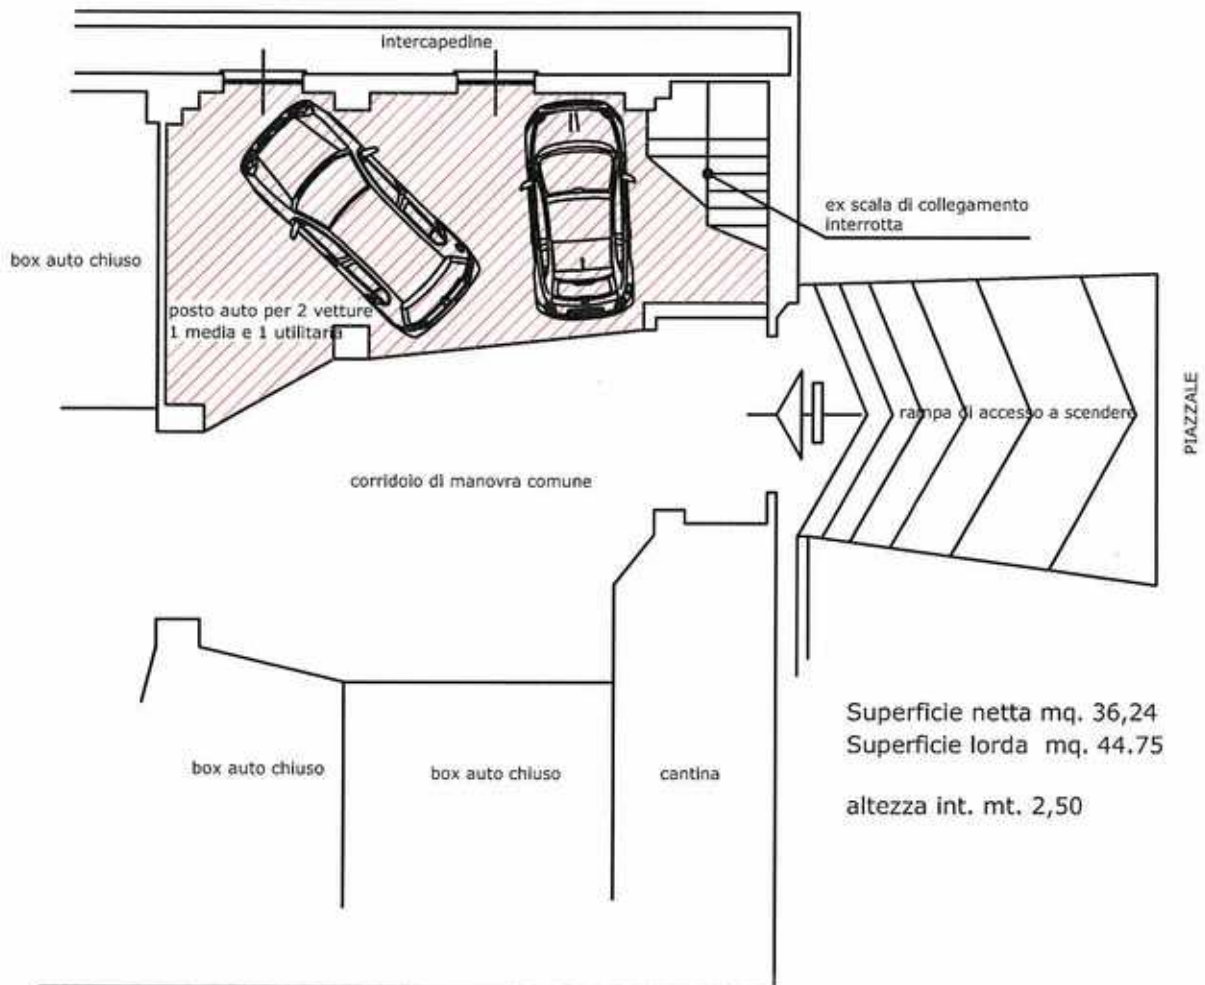 intercapedine
ex scala di collegamento
interrotta
box auto chiuso
posto auto per 2 vetture
1 media e 1 utilitaria
rampa di accesso a scendere
PIAZZALE
corridoio di manovra comune
Superficie netta mq. 36,24
Superficie lorda mq. 44.75
box auto chiuso
box auto chiuso
cantina
altezza int. mt. 2,50